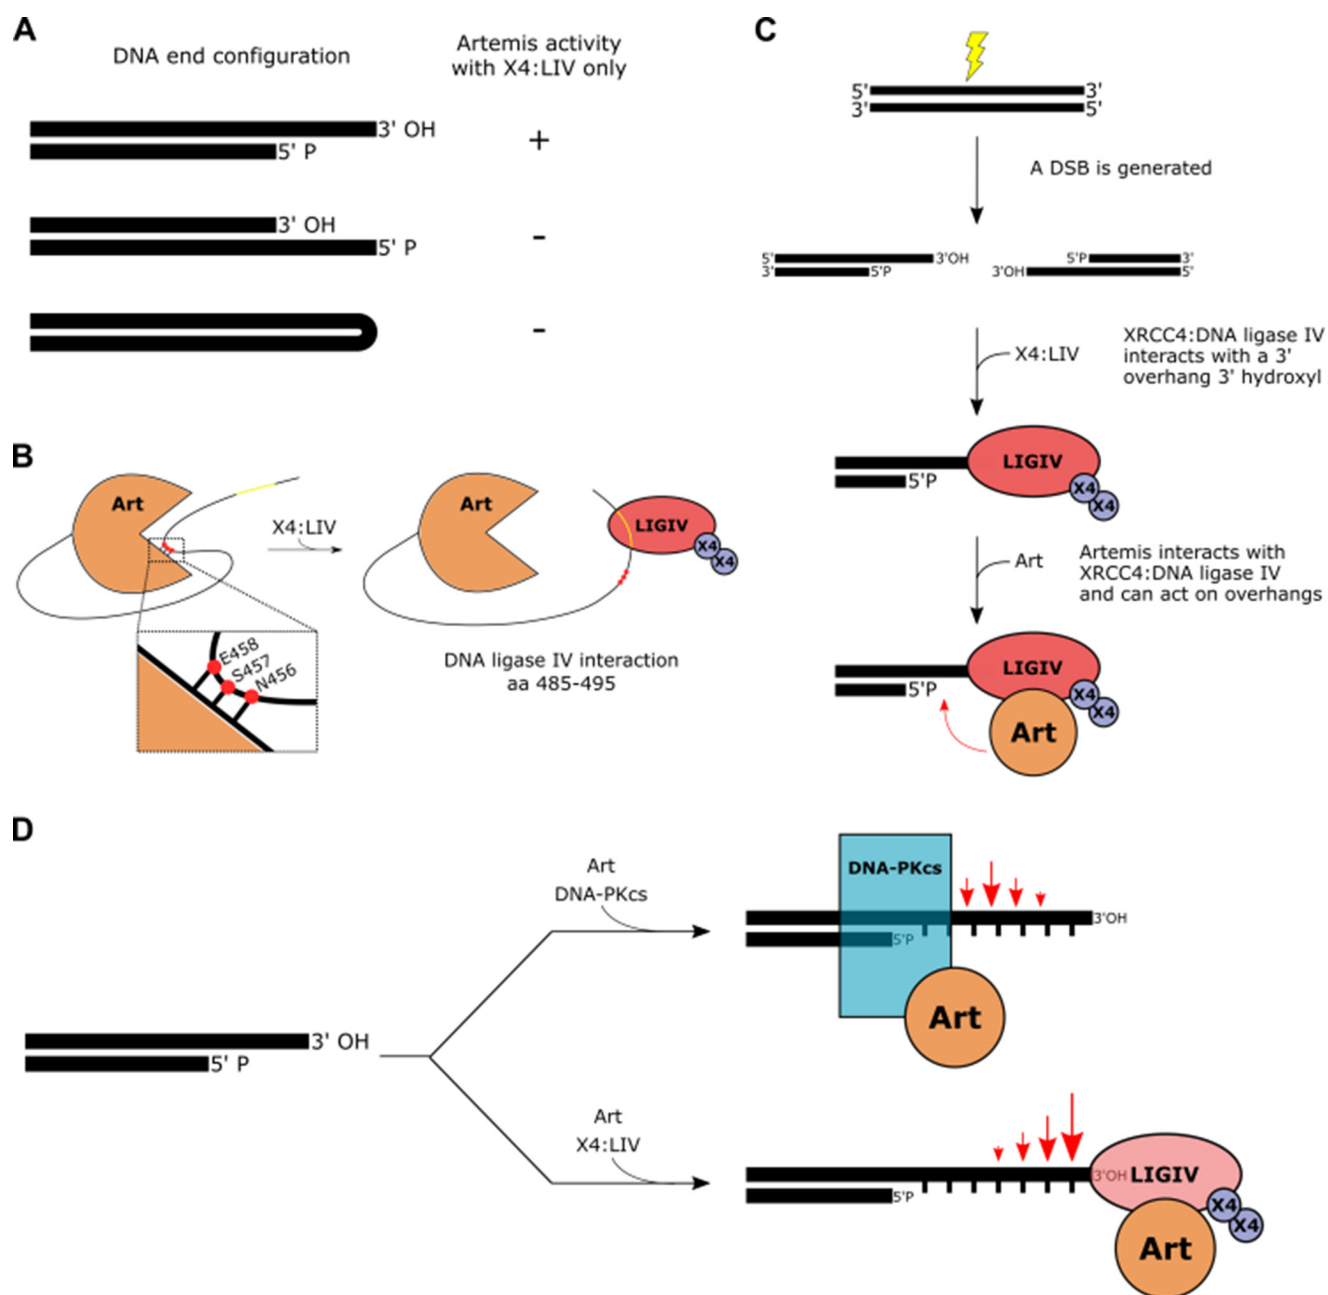 A
DNA end configuration
Artemis activity
with X4:LIV only
3' OH
5' P
+
3' OH
5' P
-
-
B
Art
X4:LIV
Art
LIGIV
X4
X4
E458
S457
N456
DNA ligase IV interaction
aa 485-495
C
5'
3'
3'
5'
A DSB is generated
5'
3'OH
3'
5'P
5'P
3'
3'OH
5'
X4:LIV
XRCC4:DNA ligase IV
interacts with a 3'
overhang 3' hydroxyl
LIGIV
5'P
X4
X4
Art
Artemis interacts with
XRCC4:DNA ligase IV
and can act on overhangs
LIGIV
5'P
X4
X4
Art
D
3' OH
5' P
Art
DNA-PKcs
DNA-PKcs
3'OH
5'P
Art
Art
X4:LIV
3'OH
LIGIV
5'P
X4
X4
Art